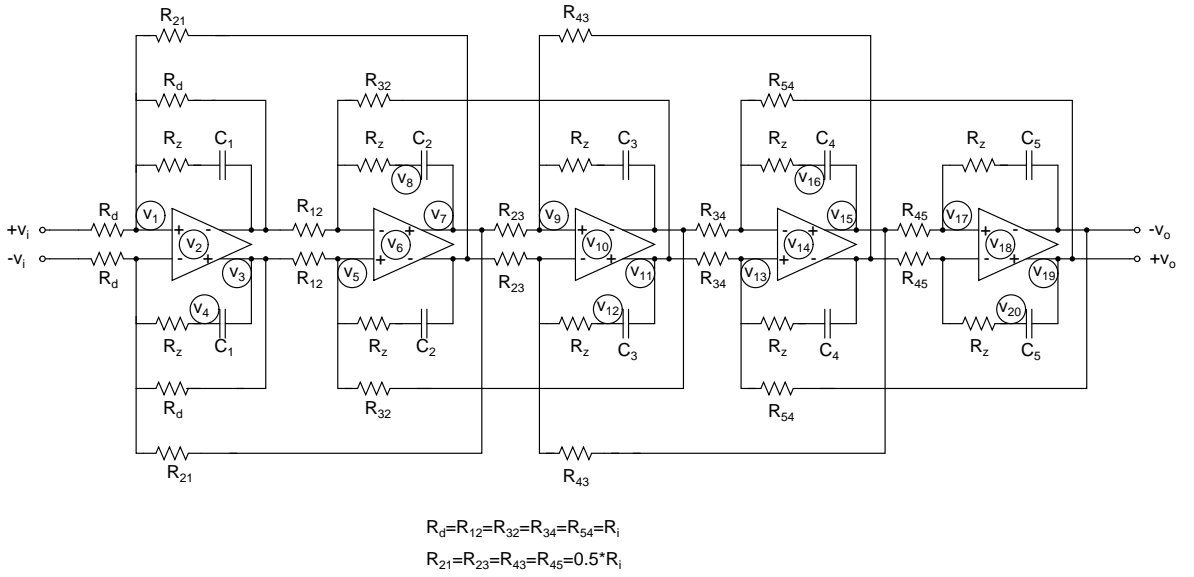 R21
R43
Rd
R32
R54
Rz C1
Rz C2
Rz C3
Rz C4
Rz C5
v8
v16
+vi
Rd
v1
+ -
v2
R12
- +
v6
v7
R23
v9
+ -
v10
R34
- +
v14
v15
R45
v17
+ -
v18
-vo
-vi
Rd
- +
v3
R12
v5
+ -
R23
- +
v11
R34
v13
+ -
R45
- +
v19
+vo
v4
v12
v20
Rz C1
Rz C2
Rz C3
Rz C4
Rz C5
Rd
R32
R54
R21
R43
Rd=R12=R32=R34=R54=Ri
R21=R23=R43=R45=0.5*Ri